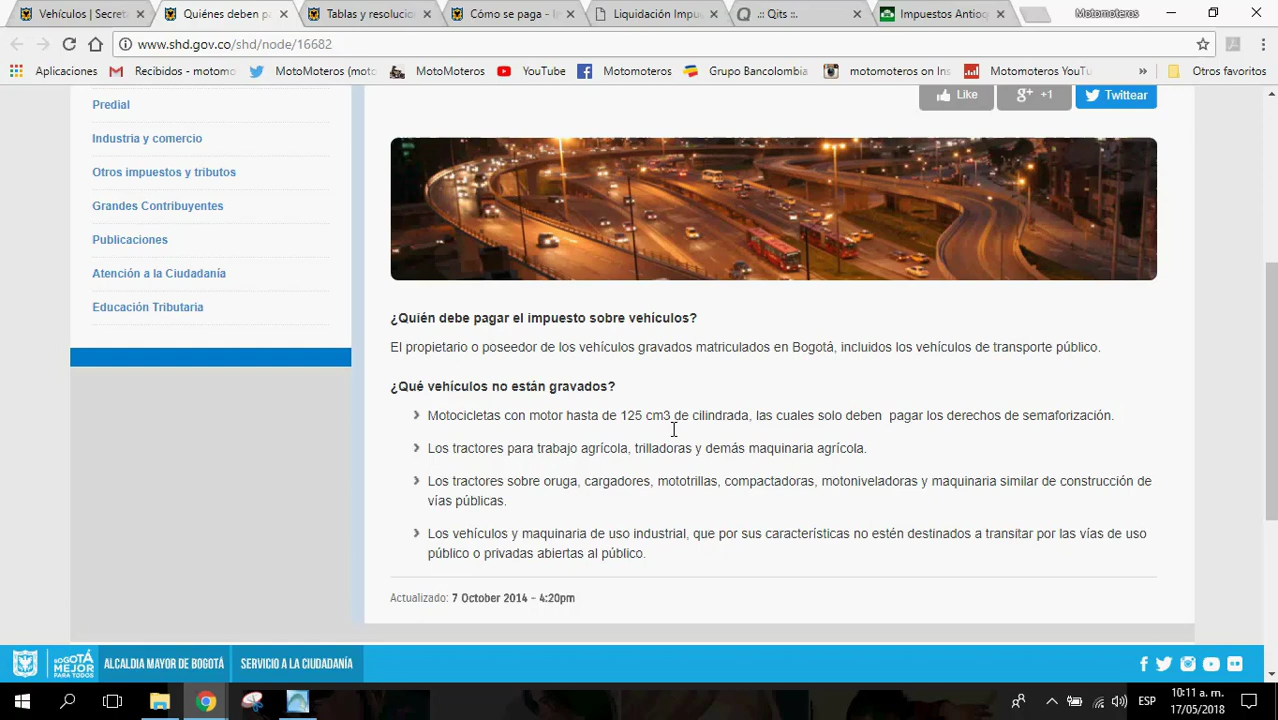 Vehículos | Secret
Quiénes deben p
Tablas y resolucio
Cómo se paga - I
Liquidación Impu
.:: Qits ::.
Impuestos Antioq
Motomoteros
www.shd.gov.co/shd/node/16682
Aplicaciones
Recibidos - motomo
MotoMoteros (moto
MotoMoteros
YouTube
Motomoteros
Grupo Bancolombia
motomoteros on Ins
Motomoteros YouTu
»
Otros favoritos
Predial
Industria y comercio
Otros impuestos y tributos
Grandes Contribuyentes
Publicaciones
Atención a la Ciudadanía
Educación Tributaria
Like
g+ +1
Twittear
¿Quién debe pagar el impuesto sobre vehículos?
El propietario o poseedor de los vehículos gravados matriculados en Bogotá, incluidos los vehículos de transporte público.
¿Qué vehículos no están gravados?
Motocicletas con motor hasta de 125 cm3 de cilindrada, las cuales solo deben pagar los derechos de semaforización.
Los tractores para trabajo agrícola, trilladoras y demás maquinaria agrícola.
Los tractores sobre oruga, cargadores, mototrillas, compactadoras, motoniveladoras y maquinaria similar de construcción de
vías públicas.
Los vehículos y maquinaria de uso industrial, que por sus características no estén destinados a transitar por las vías de uso
público o privadas abiertas al público.
Actualizado: 7 October 2014 - 4:20pm
BOGOTÁ
MEJOR
PARA TODOS
ALCALDIA MAYOR DE BOGOTÁ
SERVICIO A LA CIUDADANÍA
ESP
10:11 a. m.
17/05/2018